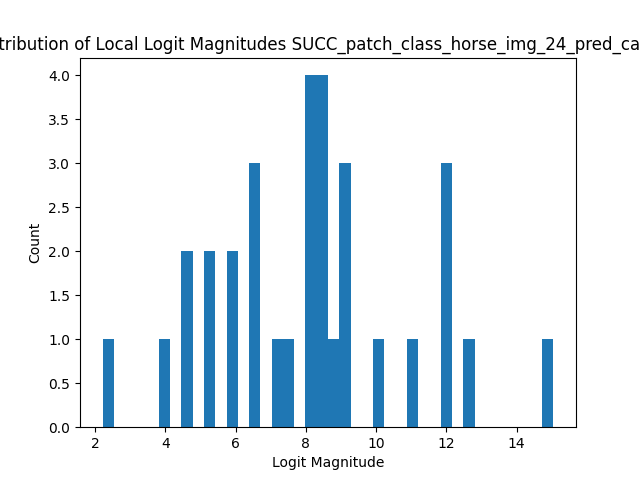 tribution of Local Logit Magnitudes SUCC_patch_class_horse_img_24_pred_ca
4.0
3.5
3.0
2.5
2.0
1.5
1.0
0.5
0.0
Count
2 4 6 8 10 12 14
Logit Magnitude